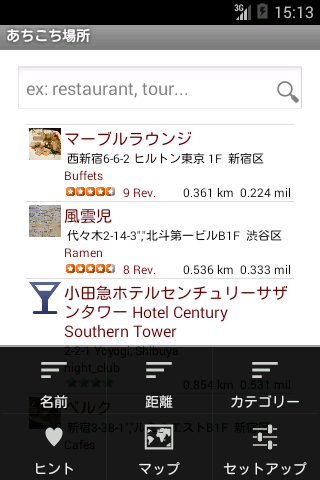 3G 15:13
あちこち場所
ex: restaurant, tour...
マーブルラウンジ
西新宿6-6-2 ヒルトン東京 1F 新宿区
Buffets
9 Rev. 0.361 km 0.224 mil
風雲児
代々木2-14-3","北斗第一ビルB1F 渋谷区
Ramen
8 Rev. 0.536 km 0.333 mil
小田急ホテルセンチュリーサザ
ンタワー Hotel Century
Southern Tower
2-2-1 Yoyogi, Shibuya
night_club
0.854 km 0.531 mil
名前 距離 カテゴリー
ベルク
新宿3-38-1","ル エストB1F 新宿区
Cafes
ヒント マップ セットアップ